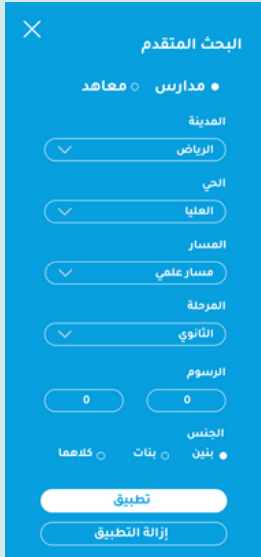 البحث المتقدم
مدارس معاهد
المدينة
الرياض
الحي
العليا
المسار
مسار علمي
المرحلة
الثانوي
الرسوم
0 0
الجنس
بنين بنات كلاهما
تطبيق
إزالة التطبيق